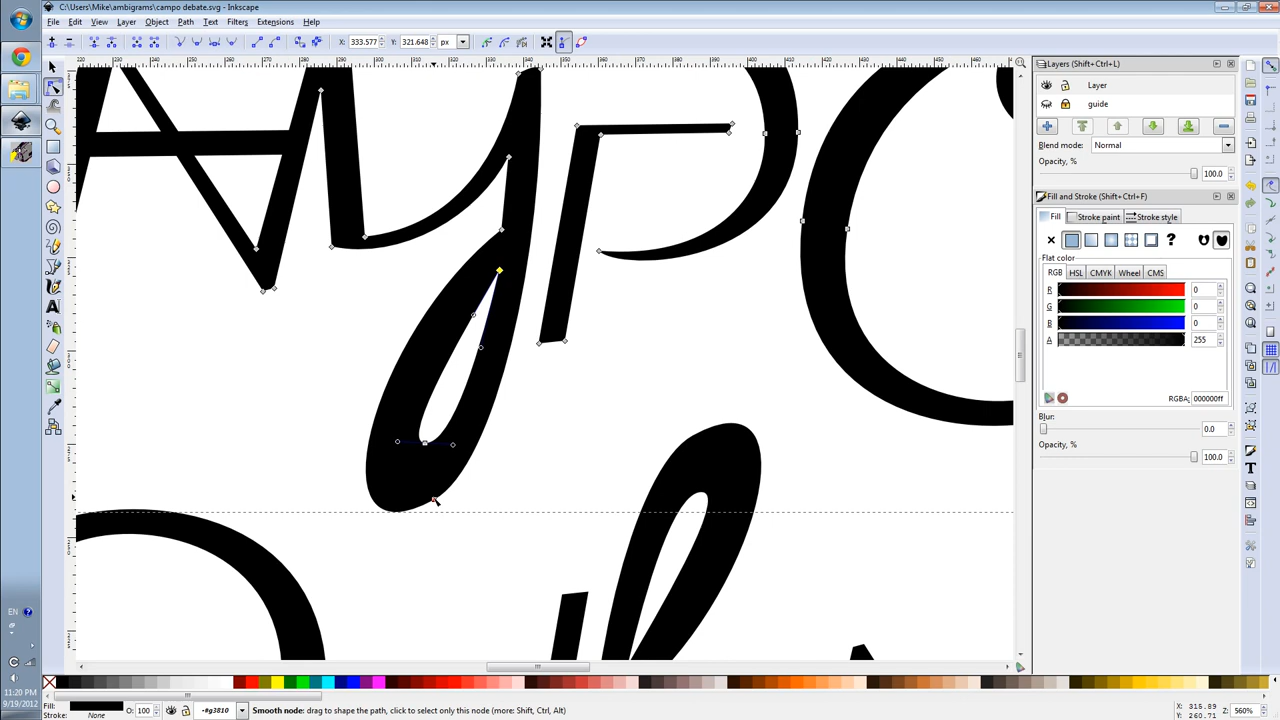 C:\Users\Mike\ambigrams\campo debate.svg - Inkscape
File Edit View Layer Object Path Text Filters Extensions Help
X: 333.577 Y: 321.648 px
Layers (Shift+Ctrl+L)
Layer
guide
Blend mode: Normal
Opacity, % 100.0
Fill and Stroke (Shift+Ctrl+F)
Fill Stroke paint Stroke style
Flat color
RGB HSL CMYK Wheel CMS
R 0
G 0
B 0
A 255
RGBA: 000000ff
Blur: 0.0
Opacity, % 100.0
EN
11:20 PM
9/19/2012
Fill:
Stroke: None
O: 100
-#g3810
Smooth node: drag to shape the path, click to select only this node (more: Shift, Ctrl, Alt)
X: 315.89
Z: 560%